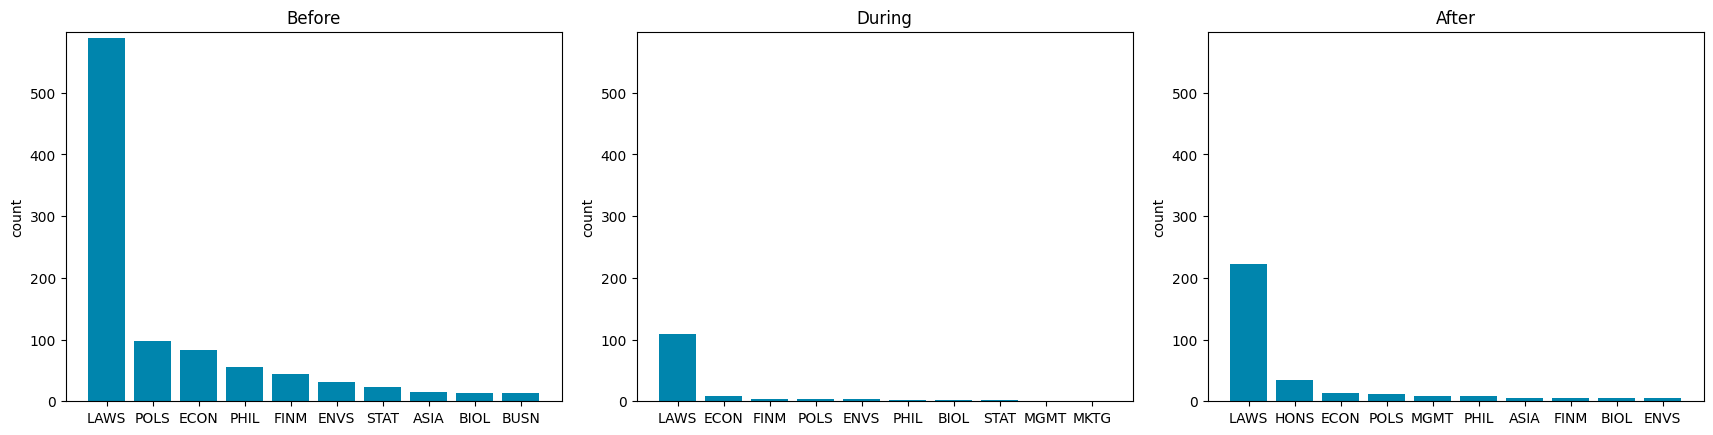 Before
During
After
count
500
400
300
200
100
0
LAWS POLS ECON PHIL FINM ENVS STAT ASIA BIOL BUSN
count
500
400
300
200
100
0
LAWS ECON FINM POLS ENVS PHIL BIOL STAT MGMT MKTG
count
500
400
300
200
100
0
LAWS HONS ECON POLS MGMT PHIL ASIA FINM BIOL ENVS